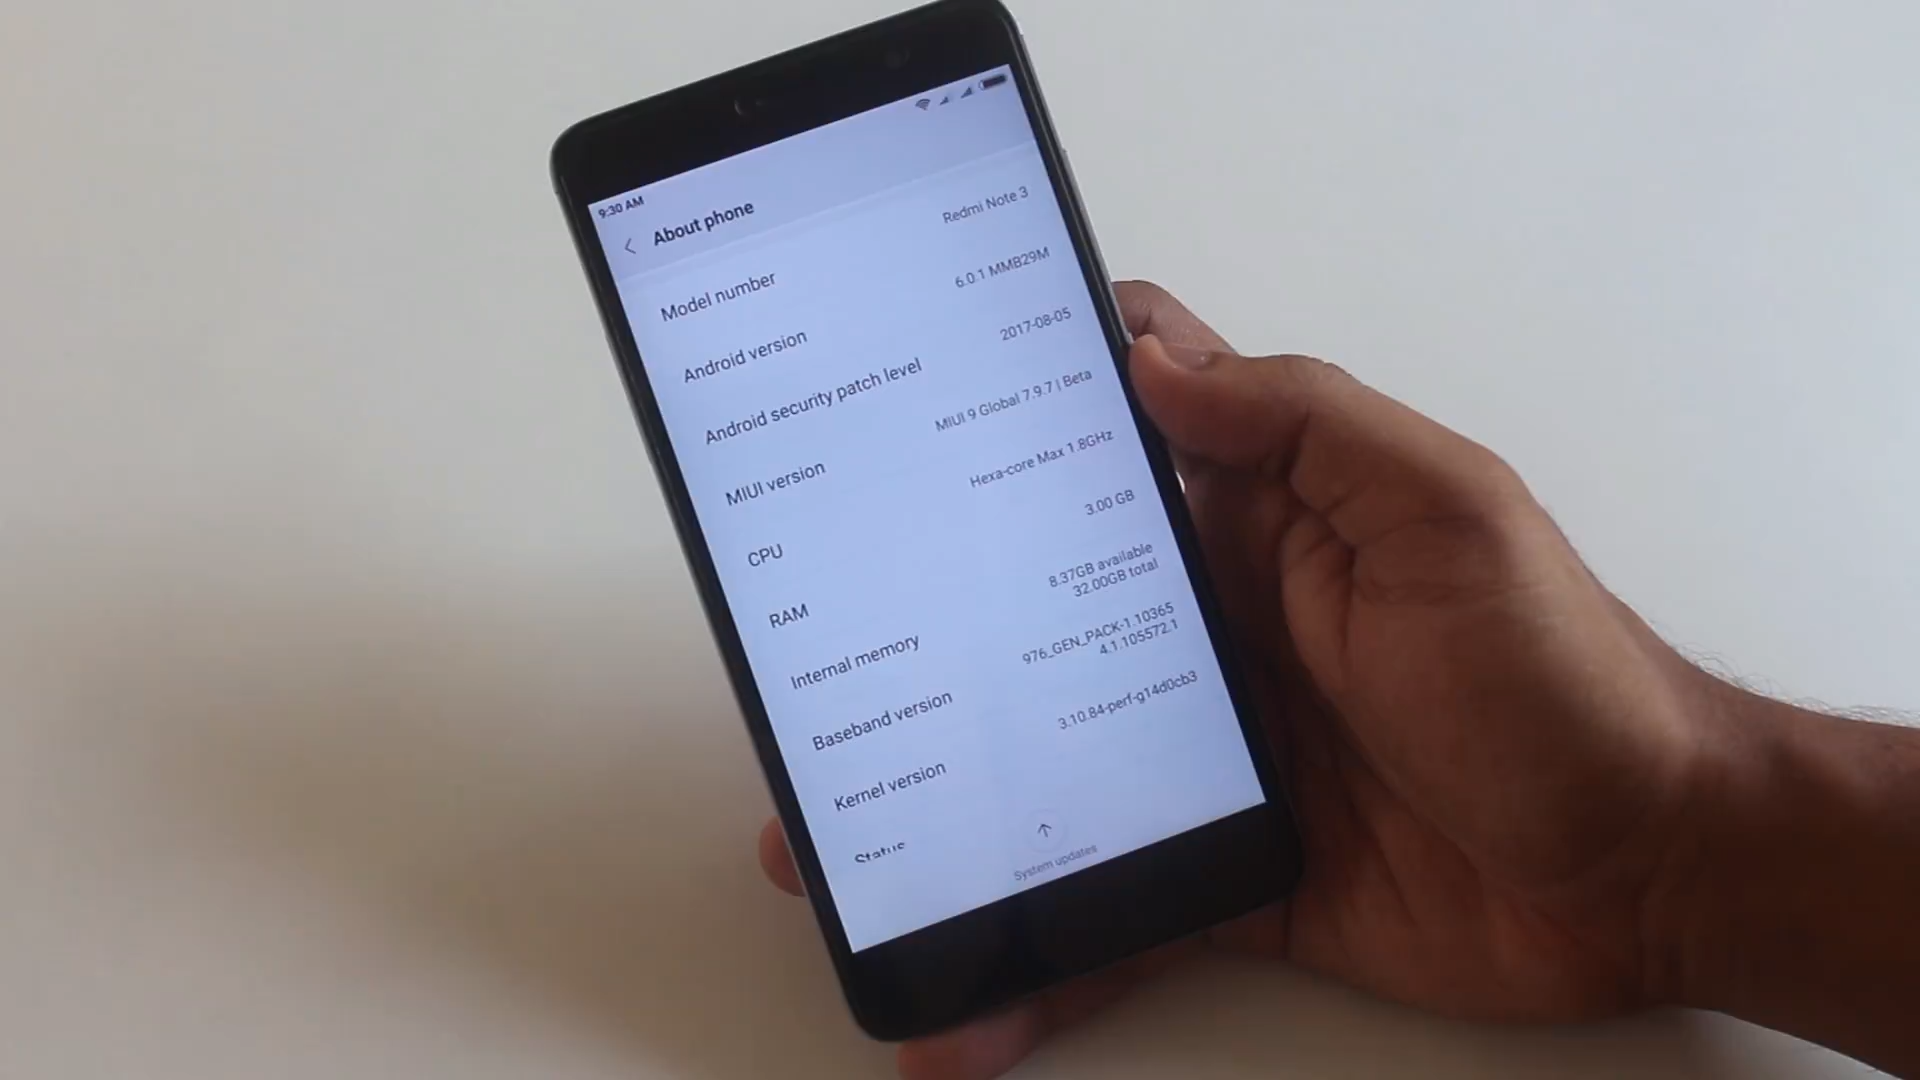 9:30 AM
About phone
Model number
Redmi Note 3
Android version
6.0.1 MMB29M
Android security patch level
2017-08-05
MIUI version
MIUI 9 Global 7.9.7 | Beta
CPU
Hexa-core Max 1.8GHz
RAM
3.00 GB
Internal memory
8.37GB available
32.00GB total
Baseband version
976_GEN_PACK-1.10365
4.1.105572.1
Kernel version
3.10.84-perf-g14d0cb3
Status
System updates